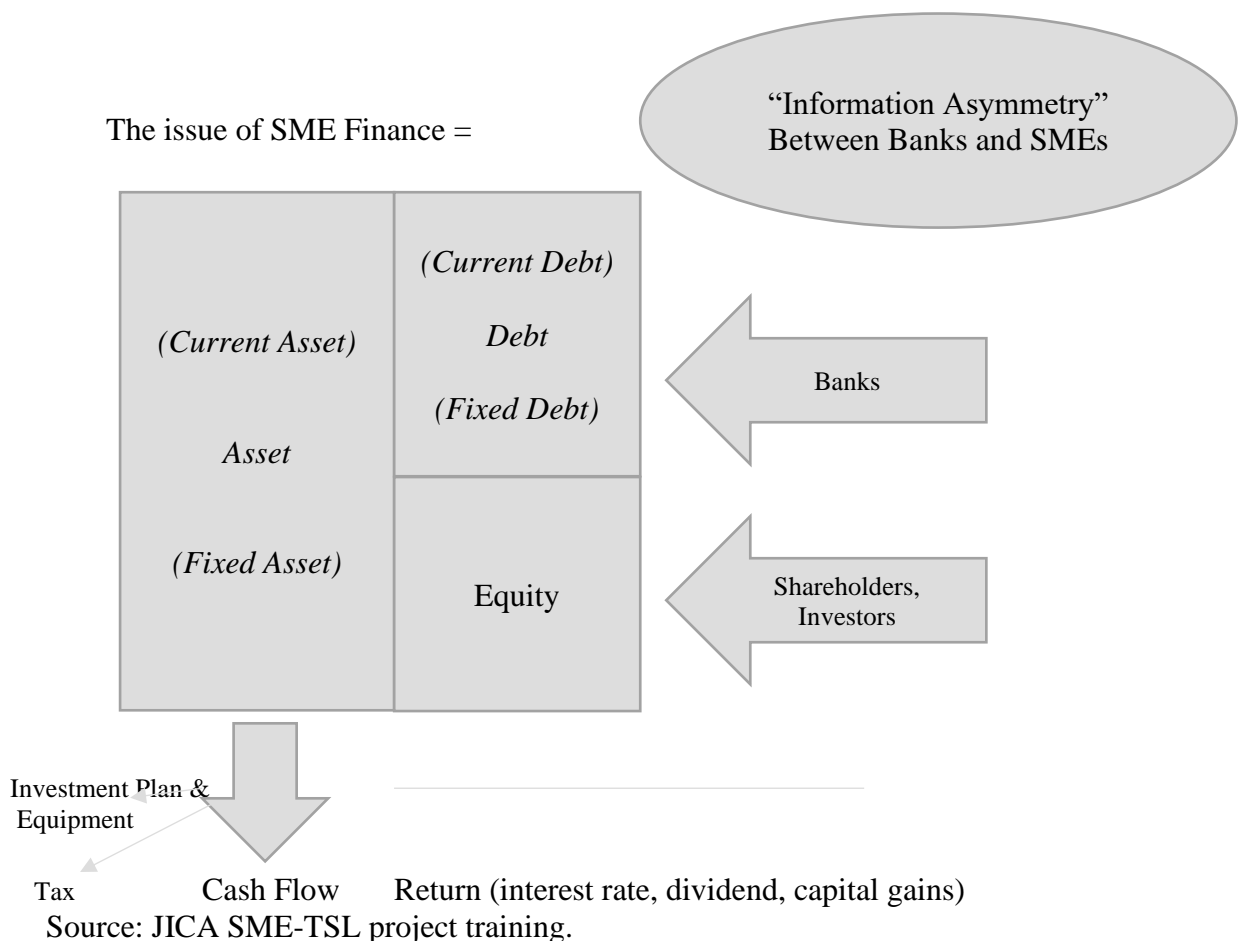 “Information Asymmetry”
Between Banks and SMEs
The issue of SME Finance =
(Current Asset)
Asset
(Fixed Asset)
(Current Debt)
Debt
(Fixed Debt)
Equity
Banks
Shareholders,
Investors
Investment Plan &
Equipment
Tax
Cash Flow
Return (interest rate, dividend, capital gains)
Source: JICA SME-TSL project training.